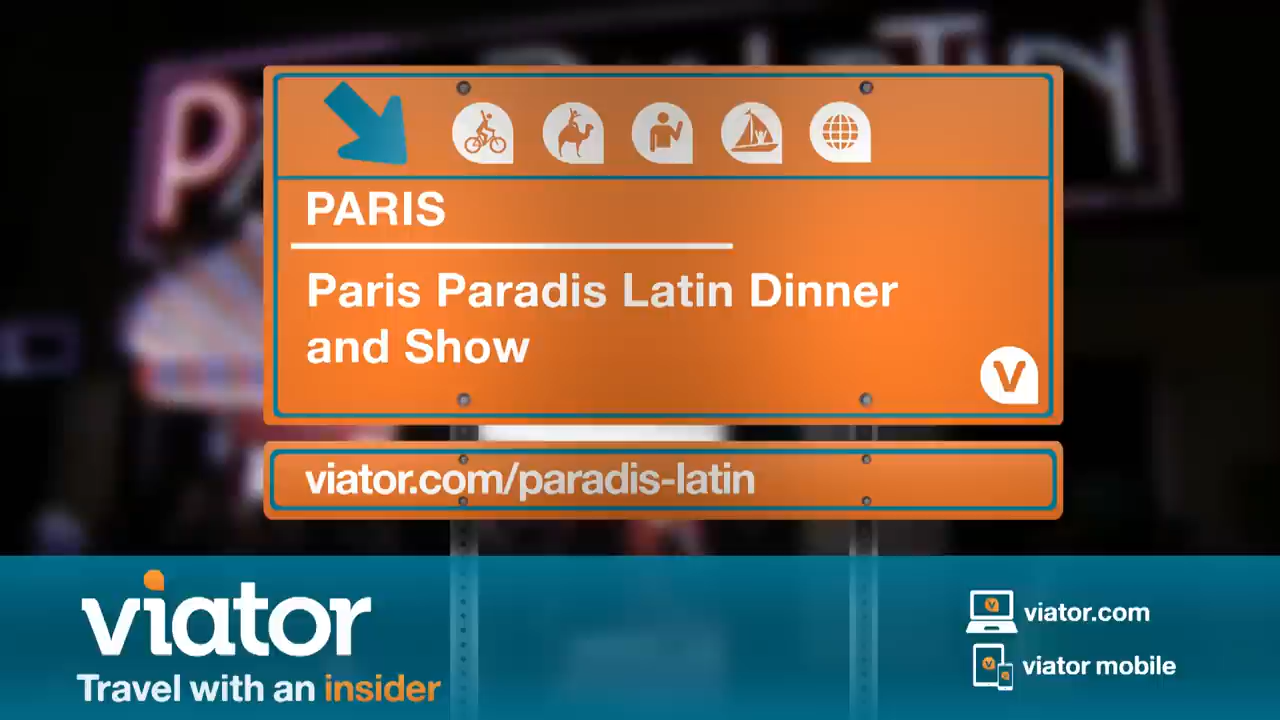 PARIS
Paris Paradis Latin Dinner
and Show
V
viator.com/paradis-latin
viator
Travel with an insider
viator.com
viator mobile